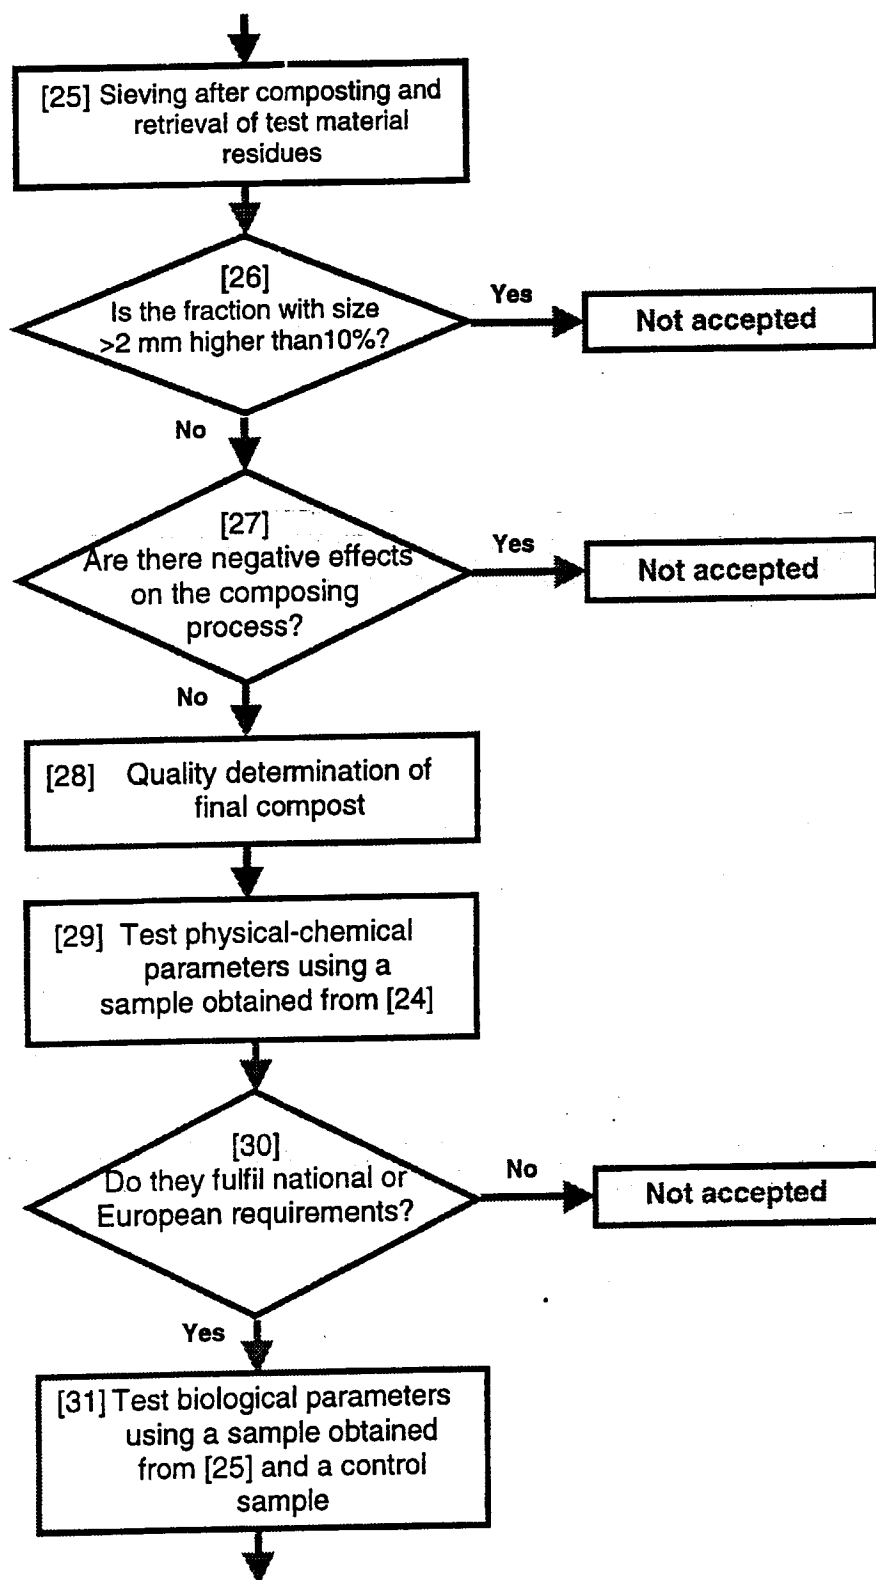 [25] Sieving after composting and
retrieval of test material
residues
[26]
Is the fraction with size
>2 mm higher than10%?
Yes
Not accepted
No
[27]
Are there negative effects
on the composing
process?
Yes
Not accepted
No
[28] Quality determination of
final compost
[29] Test physical-chemical
parameters using a
sample obtained from [24]
[30]
Do they fulfil national or
European requirements?
No
Not accepted
Yes
[31] Test biological parameters
using a sample obtained
from [25] and a control
sample